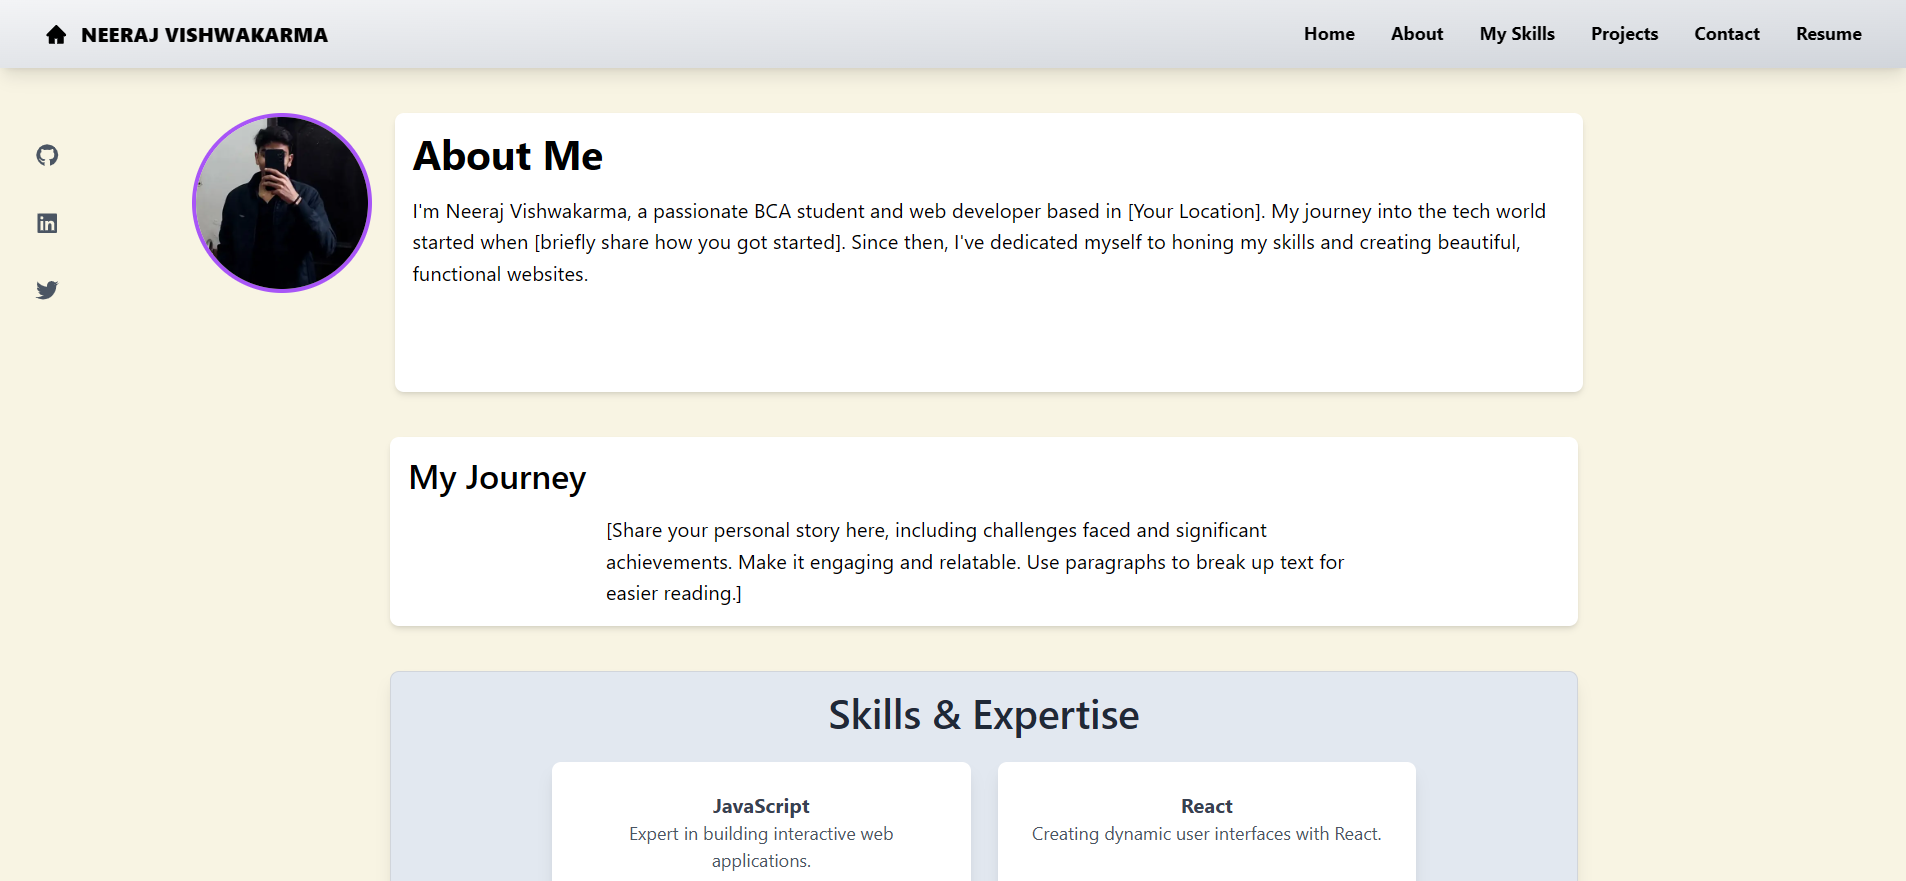 NEERAJ VISHWAKARMA
Home About My Skills Projects Contact Resume
About Me
I'm Neeraj Vishwakarma, a passionate BCA student and web developer based in [Your Location]. My journey into the tech world
started when [briefly share how you got started]. Since then, I've dedicated myself to honing my skills and creating beautiful,
functional websites.
My Journey
[Share your personal story here, including challenges faced and significant
achievements. Make it engaging and relatable. Use paragraphs to break up text for
easier reading.]
Skills & Expertise
JavaScript
Expert in building interactive web
applications.
React
Creating dynamic user interfaces with React.